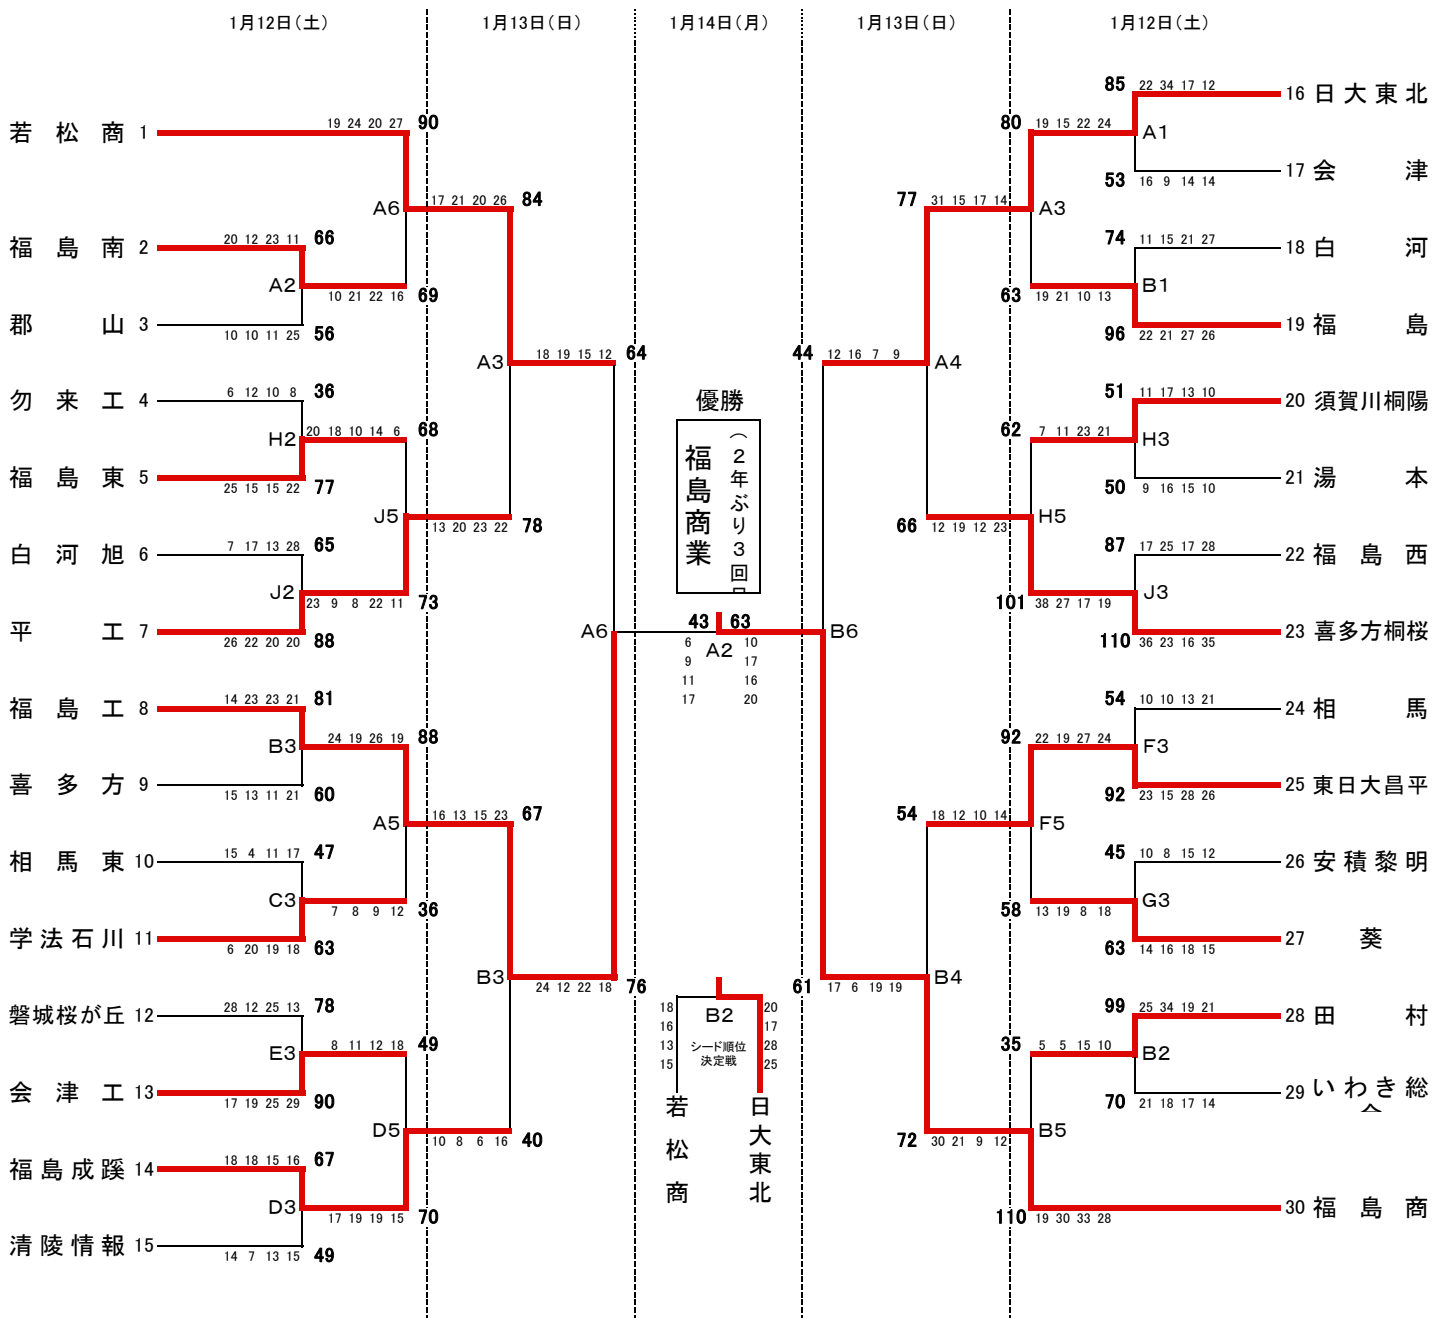 1月12日(土) 1月13日(日) 1月14日(月) 1月13日(日) 1月12日(土)
若松商 1
19 24 20 27 90
A6
17 21 20 26 84
福島南 2
20 12 23 11 66
A2
10 21 22 16 69
郡山 3
10 10 11 25 56
A3
18 19 15 12 64
勿来工 4
6 12 10 8 36
H2
20 18 10 14 6 68
福島東 5
25 15 15 22 77
J5
13 20 23 22 78
白河旭 6
7 17 13 28 65
J2
23 9 8 22 11 73
平工 7
26 22 20 20 88
A6
福島工 8
14 23 23 21 81
B3
24 19 26 19 88
喜多方 9
15 13 11 21 60
A5
16 13 15 23 67
相馬東 10
15 4 11 17 47
C3
7 8 9 12 36
学法石川 11
6 20 19 18 63
B3
24 12 22 18 76
磐城桜が丘 12
28 12 25 13 78
E3
8 11 12 18 49
会津工 13
17 19 25 29 90
D5
10 8 6 16 40
福島成蹊 14
18 18 15 16 67
D3
17 19 19 15 70
清陵情報 15
14 7 13 15 49
優勝
福島商業
(2年ぶり3回
43 63
A2
6 10
9 17
11 16
17 20
B2
シード順位
決定戦
18 20
16 17
13 28
15 25
若松商
日大東北
85 22 34 17 12
16 日大東北
A1
80 19 15 22 24
53 16 9 14 14
17 会津
77 31 15 17 14
A3
74 11 15 21 27
18 白河
B1
63 19 21 10 13
96 22 21 27 26
19 福島
44 12 16 7 9
A4
51 11 17 13 10
20 須賀川桐陽
H3
62 7 11 23 21
50 9 16 15 10
21 湯本
66 12 19 12 23
H5
87 17 25 17 28
22 福島西
J3
101 38 27 17 19
110 36 23 16 35
23 喜多方桐桜
B6
54 10 10 13 21
24 相馬
F3
92 22 19 27 24
92 23 15 28 26
25 東日大昌平
54 18 12 10 14
F5
45 10 8 15 12
26 安積黎明
G3
58 13 19 8 18
63 14 16 18 15
27 葵
61 17 6 19 19
B4
99 25 34 19 21
28 田村
B2
35 5 5 15 10
70 21 18 17 14
29 いわき総
72 30 21 9 12
B5
110 19 30 33 28
30 福島商